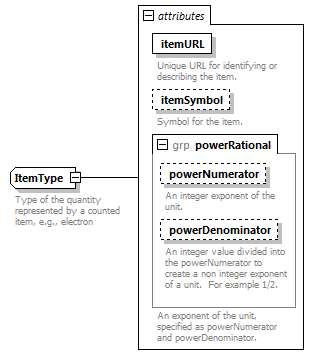 attributes
itemURL
Unique URL for identifying or
describing the item.
itemSymbol
Symbol for the item.
grp powerRational
powerNumerator
An integer exponent of the
unit.
powerDenominator
An integer value divided into
the powerNumerator to
create a non integer exponent
of a unit.  For example 1/2.
An exponent of the unit,
specified as powerNumerator
and powerDenominator.
ItemType
Type of the quantity
represented by a counted
item, e.g., electron